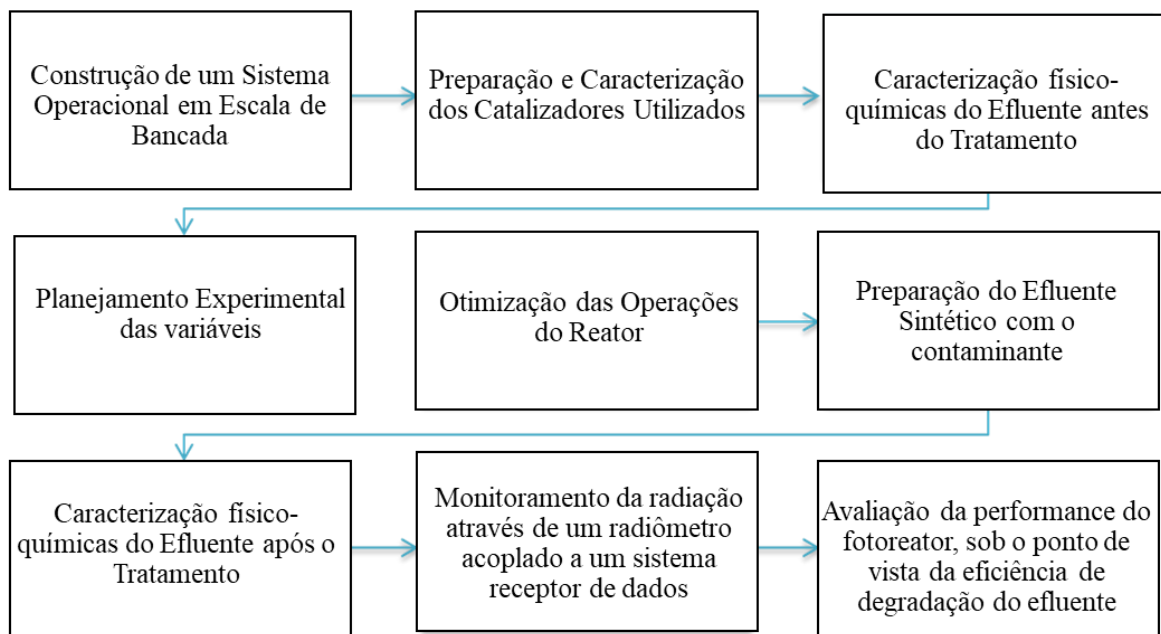 Construção de um Sistema
Operacional em Escala de
Bancada
Preparação e Caracterização
dos Catalizadores Utilizados
Caracterização físico-
químicas do Efluente antes
do Tratamento
Planejamento Experimental
das variáveis
Otimização das Operações
do Reator
Preparação do Efluente
Sintético com o
contaminante
Caracterização físico-
químicas do Efluente após o
Tratamento
Monitoramento da radiação
através de um radiômetro
acoplado a um sistema
receptor de dados
Avaliação da performance do
fotoreator, sob o ponto de
vista da eficiência de
degradação do efluente